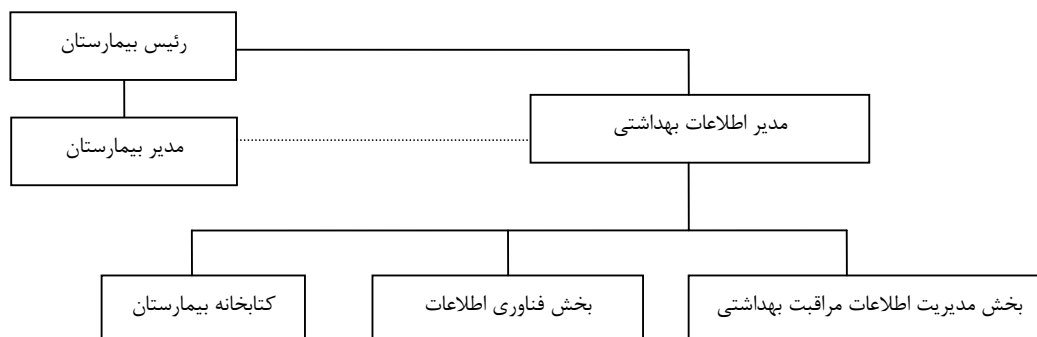 رئیس بیمارستان
مدیر اطلاعات بهداشتی
مدیر بیمارستان
بخش مدیریت اطلاعات مراقبت بهداشتی
بخش فناوری اطلاعات
کتابخانه بیمارستان